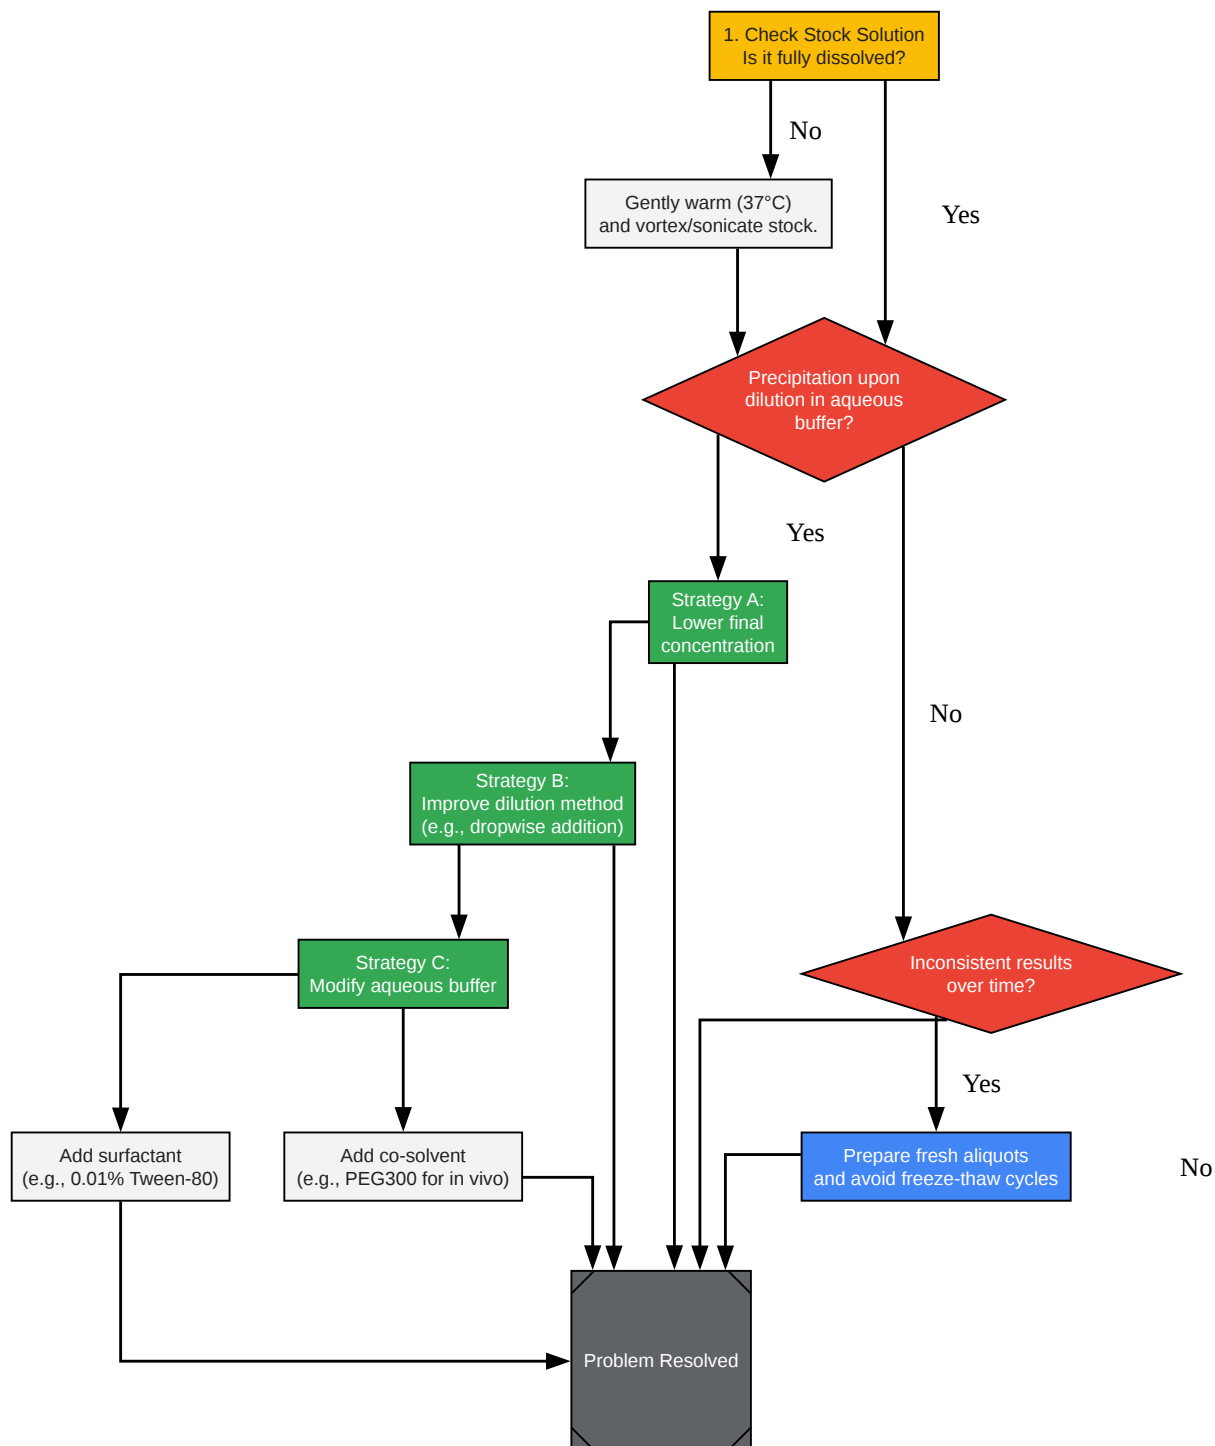 1. Check Stock Solution
Is it fully dissolved?
No
Gently warm (37°C)
and vortex/sonicate stock.
Yes
Precipitation upon
dilution in aqueous
buffer?
Yes
Strategy A:
Lower final
concentration
No
Strategy B:
Improve dilution method
(e.g., dropwise addition)
Strategy C:
Modify aqueous buffer
Inconsistent results
over time?
Yes
Add surfactant
(e.g., 0.01% Tween-80)
Add co-solvent
(e.g., PEG300 for in vivo)
Prepare fresh aliquots
and avoid freeze-thaw cycles
No
Problem Resolved